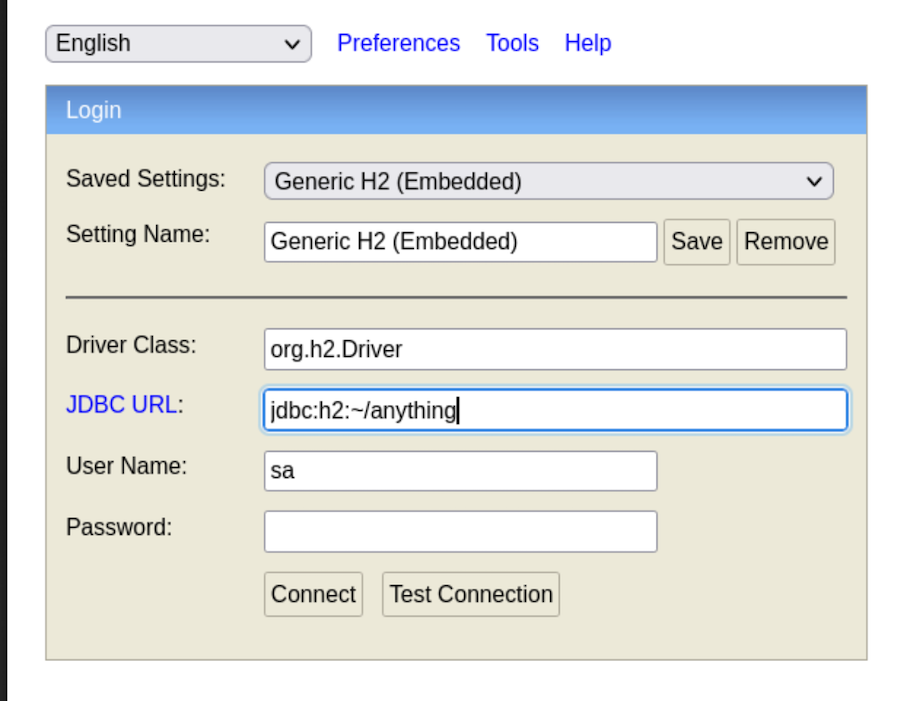 English Preferences Tools Help
Login
Saved Settings: Generic H2 (Embedded)
Setting Name: Generic H2 (Embedded) Save Remove
Driver Class: org.h2.Driver
JDBC URL: jdbc:h2:~/anything
User Name: sa
Password:
Connect Test Connection